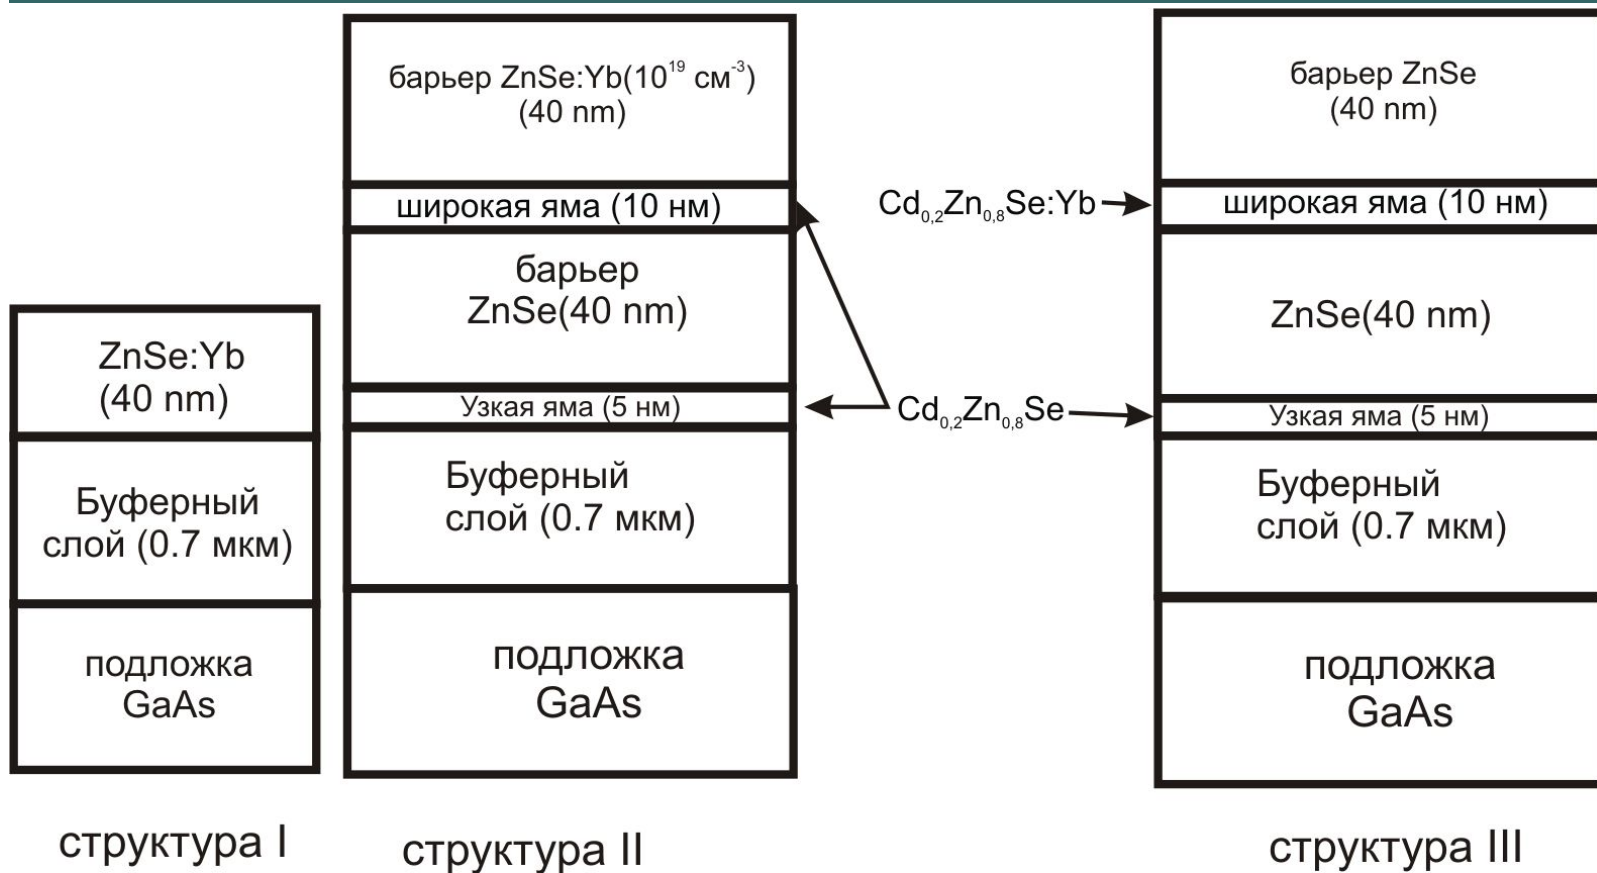 ZnSe:Yb
(40 nm)
Буферный
слой (0.7 мкм)
подложка
GaAs
структура I
барьер ZnSe:Yb(10¹⁹ см⁻³)
(40 nm)
широкая яма (10 нм)
барьер
ZnSe(40 nm)
Узкая яма (5 нм)
Буферный
слой (0.7 мкм)
подложка
GaAs
структура II
Cd₀,₂Zn₀,₈Se:Yb
Cd₀,₂Zn₀,₈Se
барьер ZnSe
(40 nm)
широкая яма (10 нм)
ZnSe(40 nm)
Узкая яма (5 нм)
Буферный
слой (0.7 мкм)
подложка
GaAs
структура III